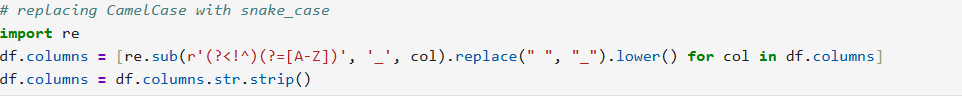 # replacing CamelCase with snake_case
import re
df.columns = [re.sub(r'(?<!^)(?=[A-Z])', '_', col).replace(" ", "_").lower() for col in df.columns]
df.columns = df.columns.str.strip()